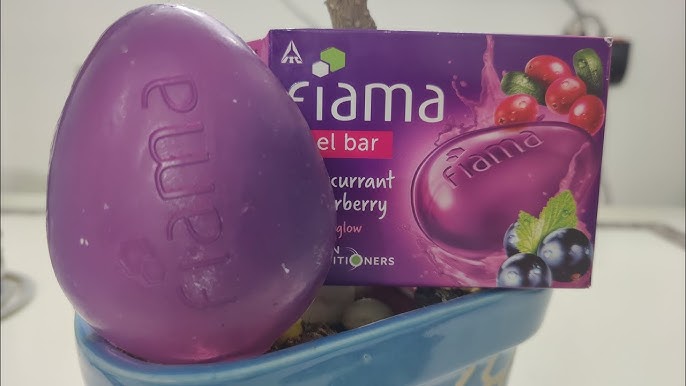 fiama
fiama
el bar
currant
rberry
glow
N
ITIONERS
fiama